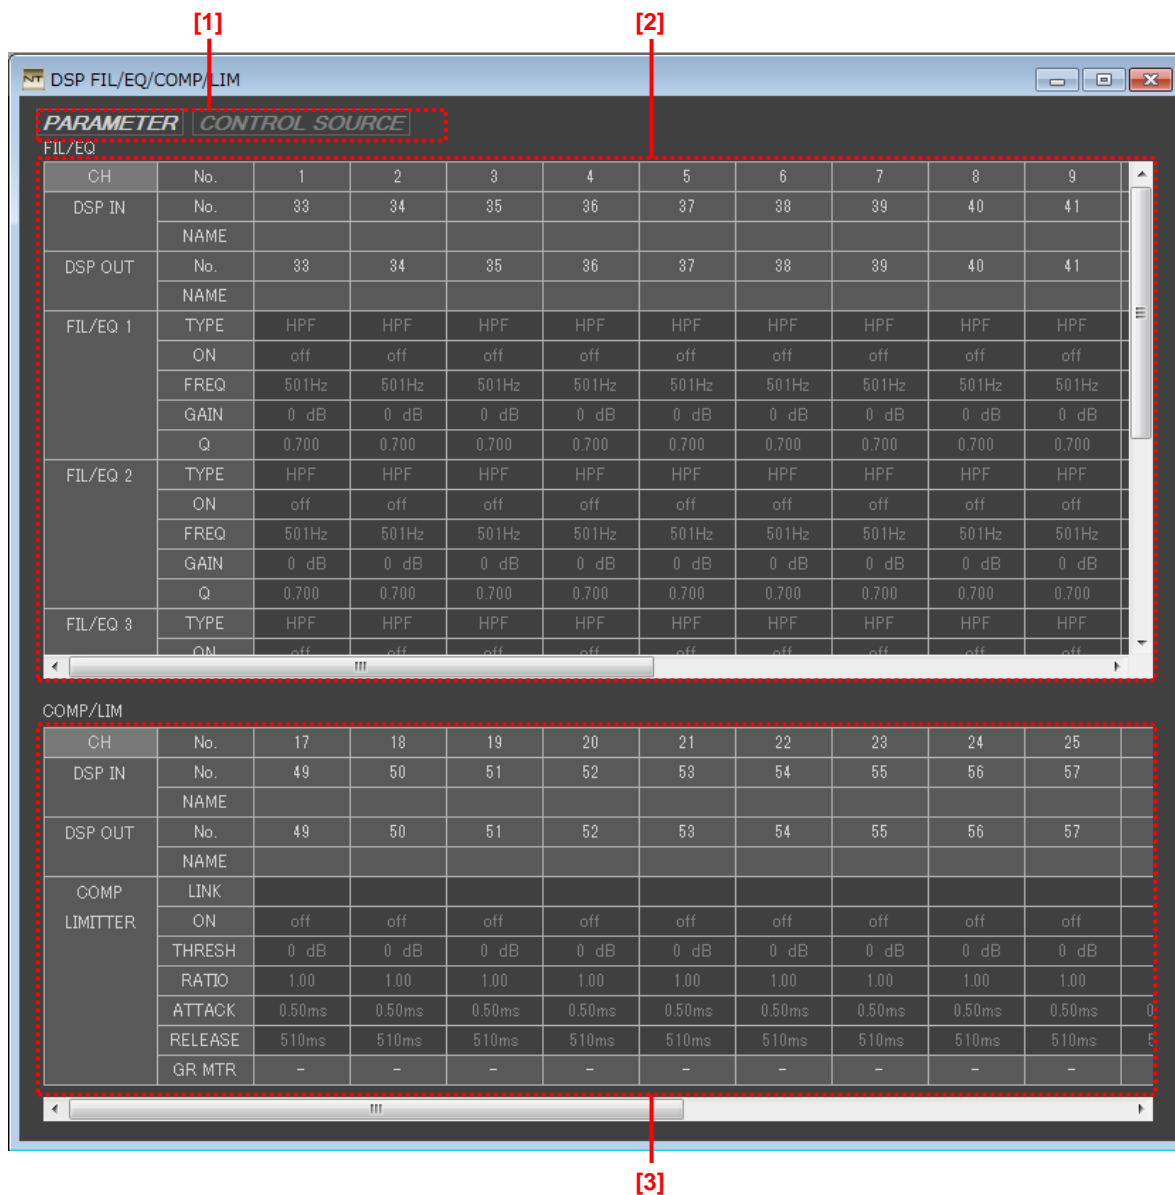 [1] [2]
DSP FIL/EQ/COMP/LIM
PARAMETER CONTROL SOURCE
FIL/EQ
CH No. 1 2 3 4 5 6 7 8 9
DSP IN No. 33 34 35 36 37 38 39 40 41
NAME
DSP OUT No. 33 34 35 36 37 38 39 40 41
NAME
FIL/EQ 1 TYPE HPF HPF HPF HPF HPF HPF HPF HPF HPF
ON off off off off off off off off off
FREQ 501Hz 501Hz 501Hz 501Hz 501Hz 501Hz 501Hz 501Hz 501Hz
GAIN 0 dB 0 dB 0 dB 0 dB 0 dB 0 dB 0 dB 0 dB 0 dB
Q 0.700 0.700 0.700 0.700 0.700 0.700 0.700 0.700 0.700
FIL/EQ 2 TYPE HPF HPF HPF HPF HPF HPF HPF HPF HPF
ON off off off off off off off off off
FREQ 501Hz 501Hz 501Hz 501Hz 501Hz 501Hz 501Hz 501Hz 501Hz
GAIN 0 dB 0 dB 0 dB 0 dB 0 dB 0 dB 0 dB 0 dB 0 dB
Q 0.700 0.700 0.700 0.700 0.700 0.700 0.700 0.700 0.700
FIL/EQ 3 TYPE HPF HPF HPF HPF HPF HPF HPF HPF HPF
ON off off off off off off off off off
COMP/LIM
CH No. 17 18 19 20 21 22 23 24 25
DSP IN No. 49 50 51 52 53 54 55 56 57
NAME
DSP OUT No. 49 50 51 52 53 54 55 56 57
NAME
COMP LINK
LIMITTER ON off off off off off off off off off
THRESH 0 dB 0 dB 0 dB 0 dB 0 dB 0 dB 0 dB 0 dB 0 dB
RATIO 1.00 1.00 1.00 1.00 1.00 1.00 1.00 1.00 1.00
ATTACK 0.50ms 0.50ms 0.50ms 0.50ms 0.50ms 0.50ms 0.50ms 0.50ms 0.50ms
RELEASE 510ms 510ms 510ms 510ms 510ms 510ms 510ms 510ms 510ms
GR MTR - - - - - - - - -
[3]